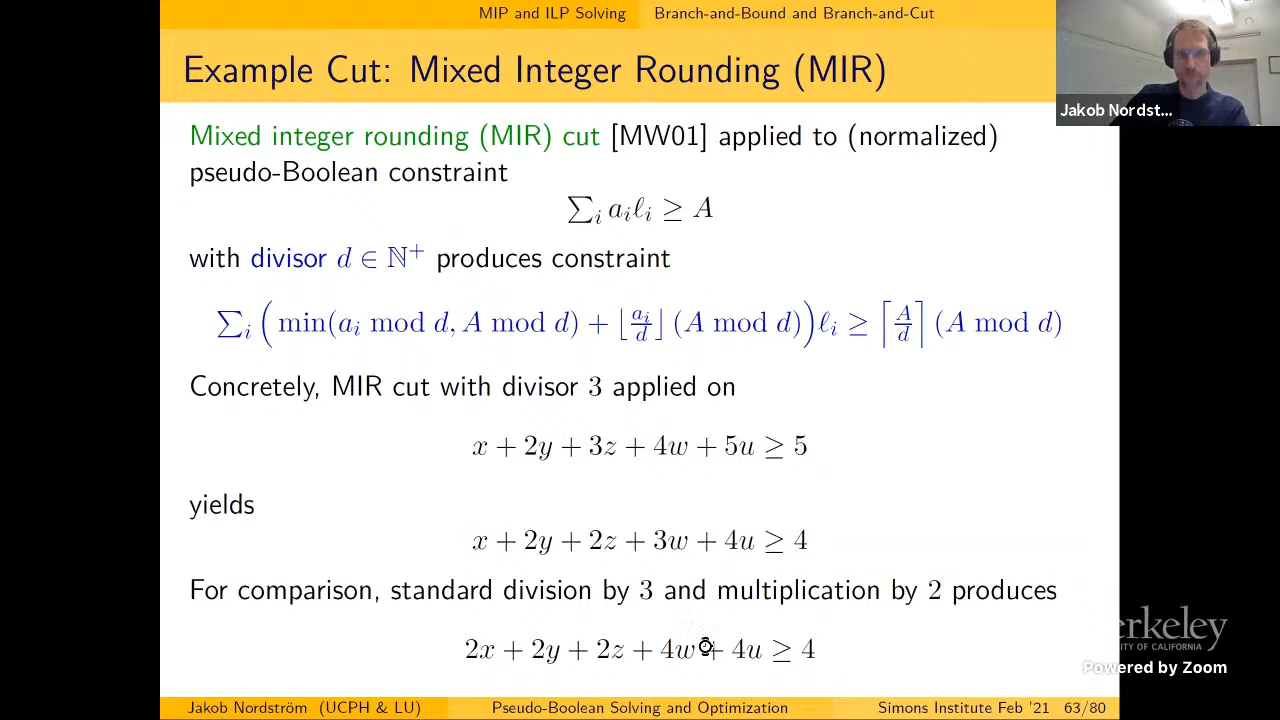 MIP and ILP Solving Branch-and-Bound and Branch-and-Cut
Example Cut: Mixed Integer Rounding (MIR)
Jakob Nordst...
Mixed integer rounding (MIR) cut [MW01] applied to (normalized)
pseudo-Boolean constraint
∑ᵢ aᵢℓᵢ ≥ A
with divisor d ∈ ℕ⁺ produces constraint
∑ᵢ (min(aᵢ mod d, A mod d) + ⌊aᵢ/d⌋ (A mod d))ℓᵢ ≥ ⌈A/d⌉ (A mod d)
Concretely, MIR cut with divisor 3 applied on
x + 2y + 3z + 4w + 5u ≥ 5
yields
x + 2y + 2z + 3w + 4u ≥ 4
For comparison, standard division by 3 and multiplication by 2 produces
2x + 2y + 2z + 4w + 4u ≥ 4
Powered by Zoom
Jakob Nordström (UCPH & LU) Pseudo-Boolean Solving and Optimization Simons Institute Feb '21 63/80